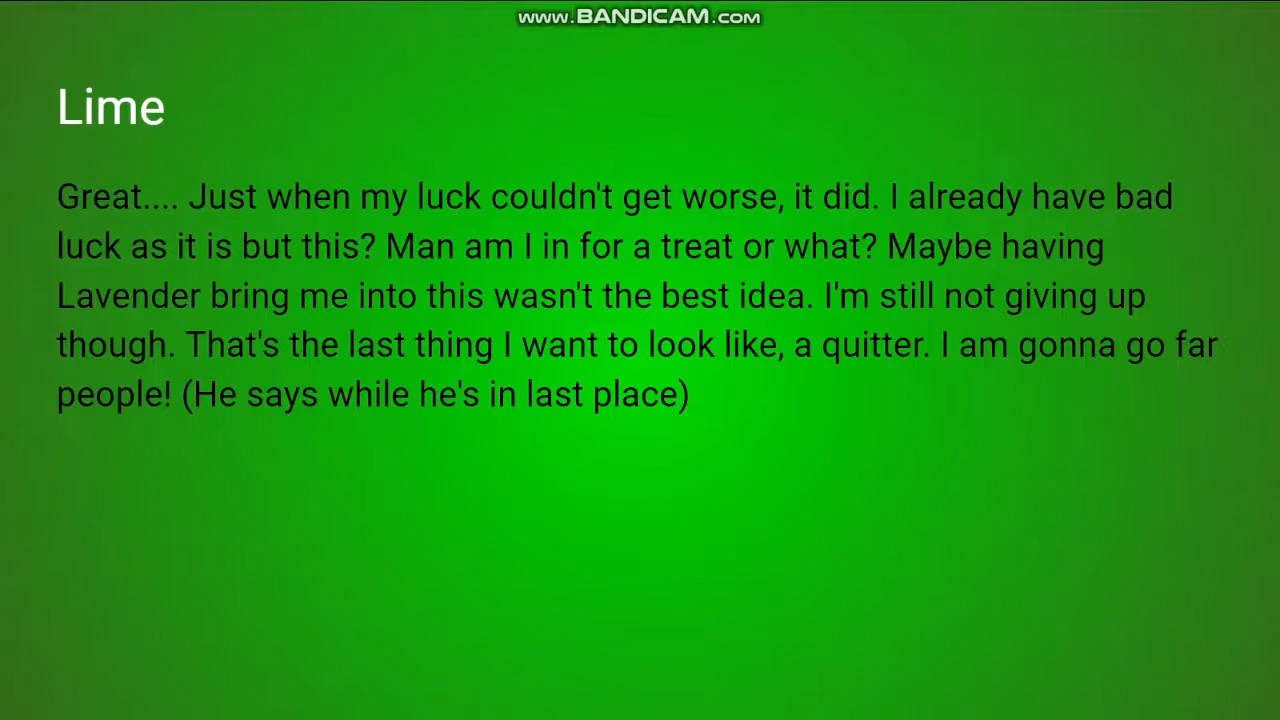 www.BANDICAM.com
Lime
Great.... Just when my luck couldn't get worse, it did. I already have bad
luck as it is but this? Man am I in for a treat or what? Maybe having
Lavender bring me into this wasn't the best idea. I'm still not giving up
though. That's the last thing I want to look like, a quitter. I am gonna go far
people! (He says while he's in last place)